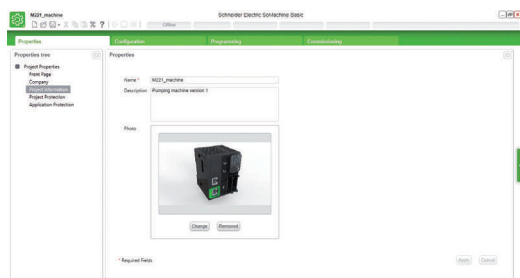 M221_machine
Schneider Electric SoMachine Basic
Offline
Properties
Configuration
Programming
Commissioning
Properties tree
Project Properties
Front Page
Company
Project Information
Project Protection
Application Protection
Properties
Name *
M221_machine
Description
Pumping machine version 1
Photo
Change
Removed
* Required Fields
Apply
Cancel